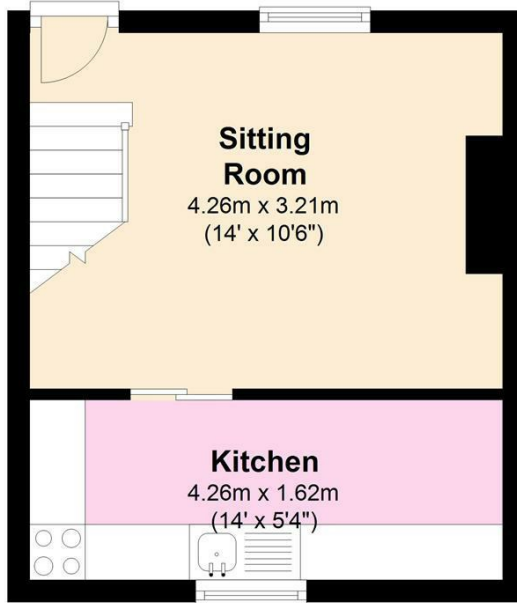 Sitting
Room
4.26m x 3.21m
(14' x 10'6")
Kitchen
4.26m x 1.62m
(14' x 5'4")